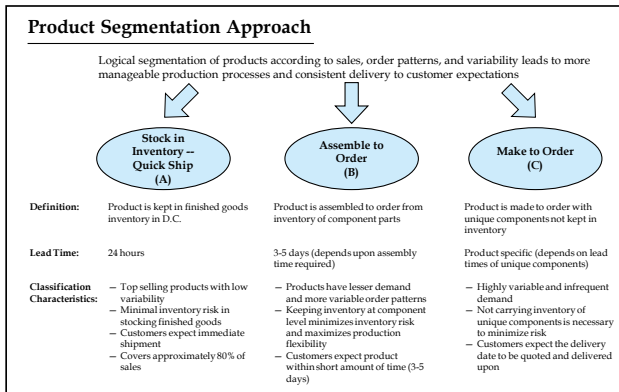 Product Segmentation Approach
Logical segmentation of products according to sales, order patterns, and variability leads to more
manageable production processes and consistent delivery to customer expectations
Stock in
Inventory --
Quick Ship
(A)
Assemble to
Order
(B)
Make to Order
(C)
Definition:
Product is kept in finished goods
inventory in D.C.
Product is assembled to order from
inventory of component parts
Product is made to order with
unique components not kept in
inventory
Lead Time:
24 hours
3-5 days (depends upon assembly
time required)
Product specific (depends on lead
times of unique components)
Classification
Characteristics:
– Top selling products with low
variability
– Minimal inventory risk in
stocking finished goods
– Customers expect immediate
shipment
– Covers approximately 80% of
sales
– Products have lesser demand
and more variable order patterns
– Keeping inventory at component
level minimizes inventory risk
and maximizes production
flexibility
– Customers expect product
within short amount of time (3-5
days)
– Highly variable and infrequent
demand
– Not carrying inventory of
unique components is necessary
to minimize risk
– Customers expect the delivery
date to be quoted and delivered
upon